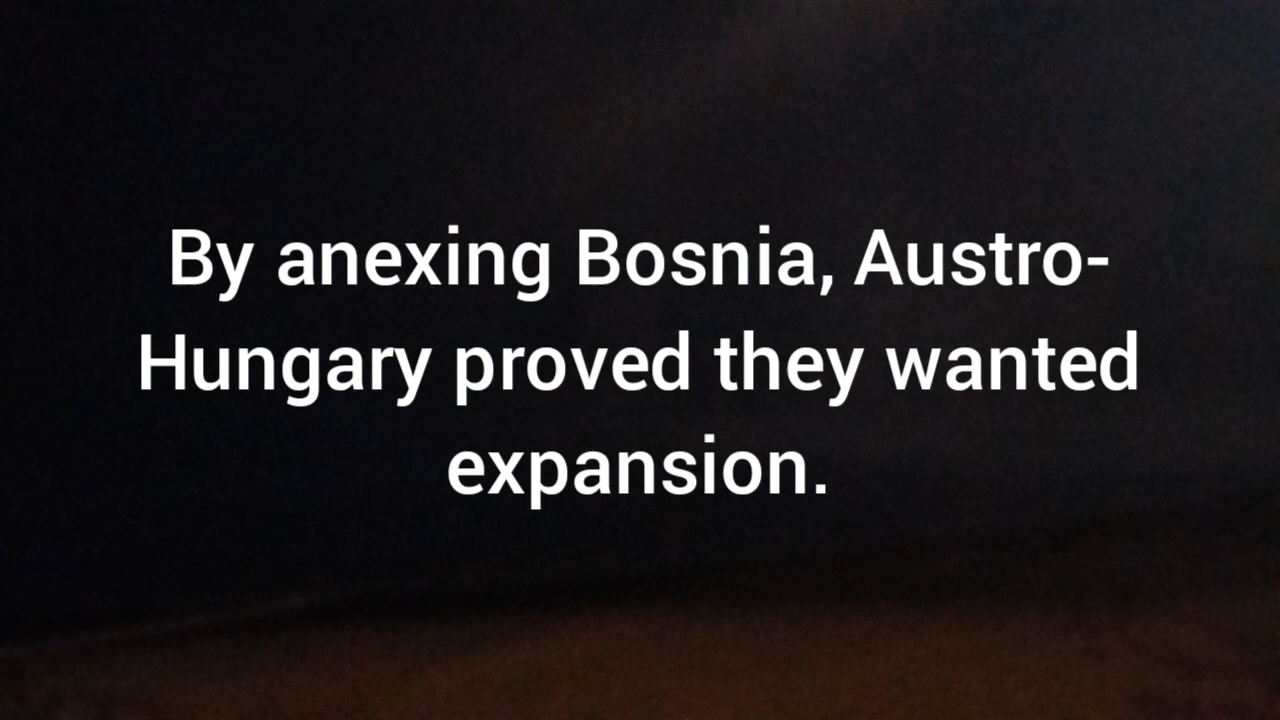 By anexing Bosnia, Austro-
Hungary proved they wanted
expansion.